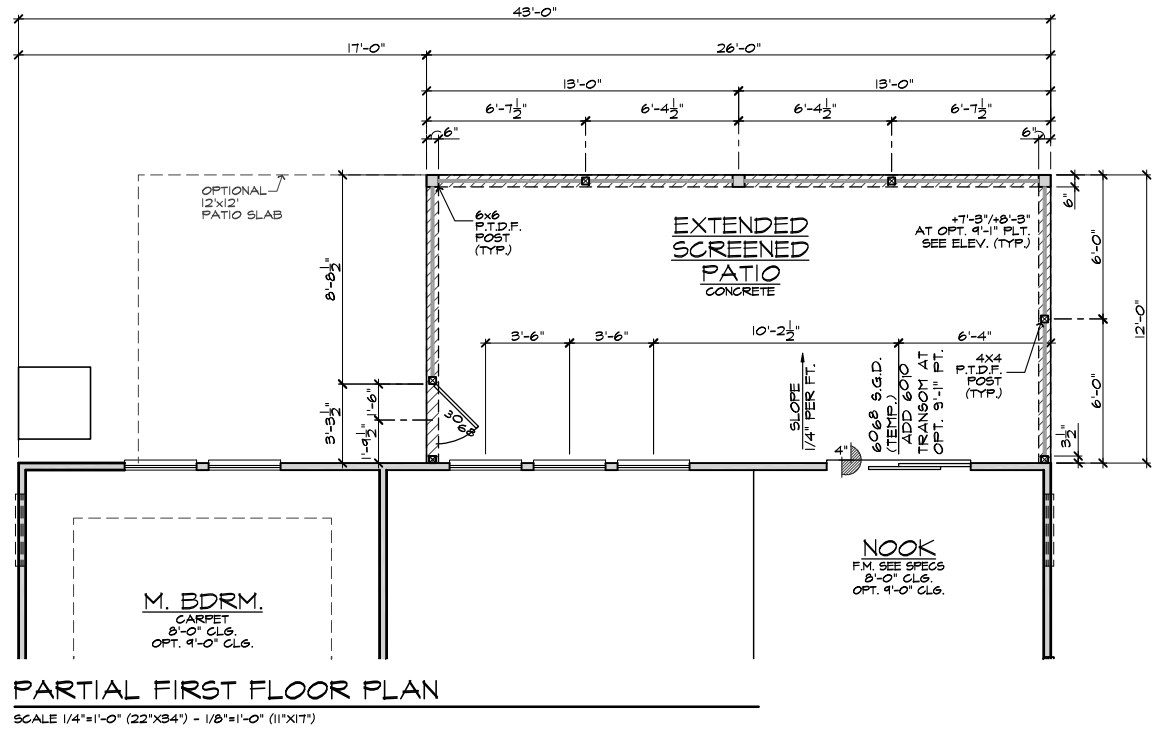 43'-0"
17'-0"
26'-0"
13'-0"
13'-0"
6'-7½"
6'-4½"
6'-4½"
6'-7½"
6"
6"
OPTIONAL
12'x12'
PATIO SLAB
6x6
P.T.D.F.
POST
(TYP.)
EXTENDED
SCREENED
PATIO
CONCRETE
+7'-3"/+8'-3"
AT OPT. 9'-1" PLT.
SEE ELEV. (TYP.)
6"
6'-0"
12'-0"
8'-8½"
3'-6"
3'-6"
10'-2½"
6'-4"
4X4
P.T.D.F.
POST
(TYP.)
6'-0"
3½"
3'-3½"
1'-6"
1'-9½"
3068
SLOPE
1/4" PER FT.
6068 S.G.D.
(TEMP.)
ADD 6010
TRANSOM AT
OPT. 9'-1" PT.
4"
NOOK
F.M. SEE SPECS
8'-0" CLG.
OPT. 9'-0" CLG.
M. BDRM.
CARPET
8'-0" CLG.
OPT. 9'-0" CLG.
PARTIAL FIRST FLOOR PLAN
SCALE 1/4"=1'-0" (22"X34") - 1/8"=1'-0" (11"X17")